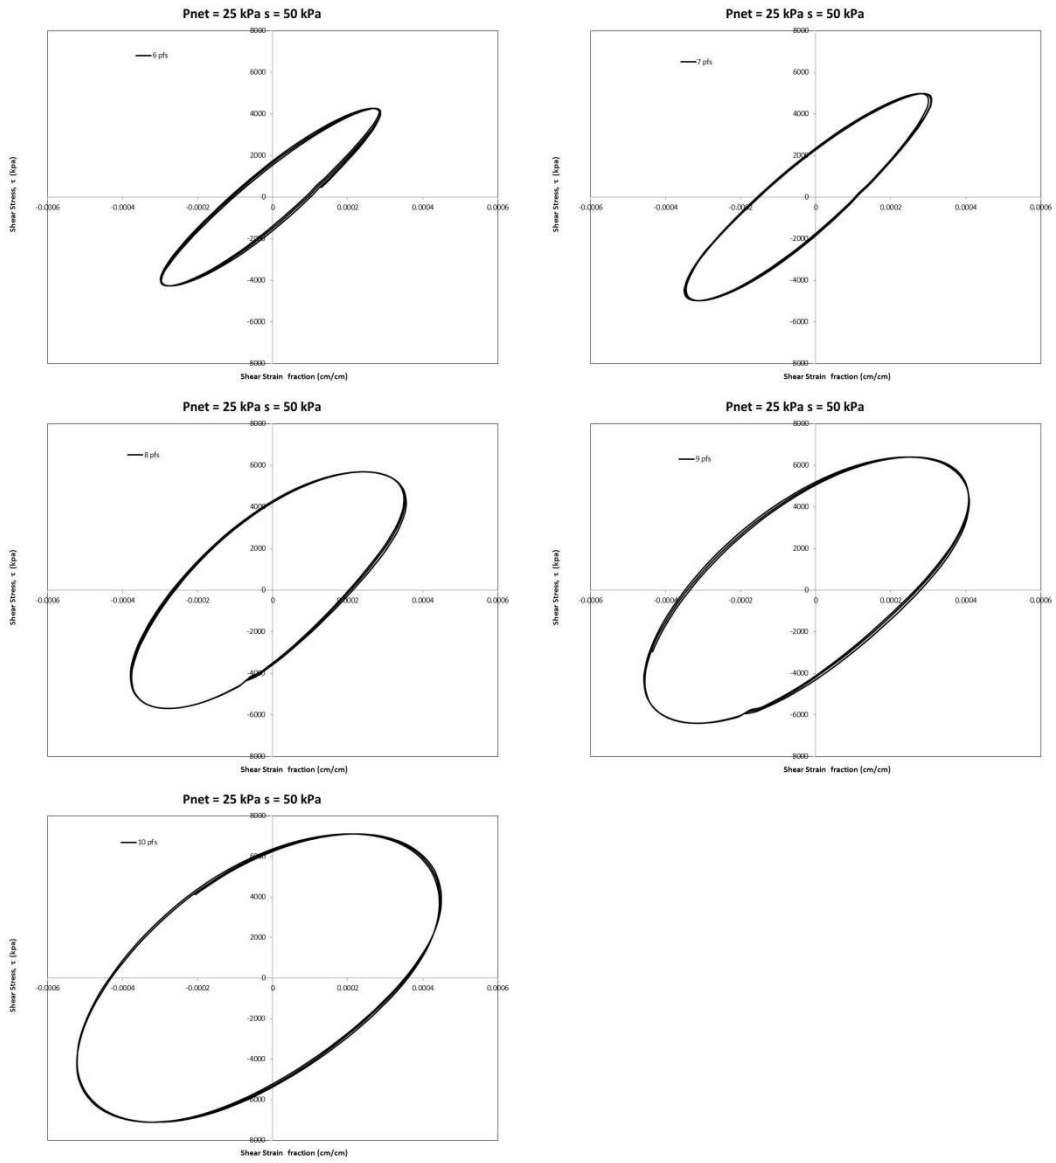 Pnet = 25 kPa s = 50 kPa
8000
6 pfs
6000
4000
2000
0
-0.0006 -0.0004 -0.0002 0 0.0002 0.0004 0.0006
-2000
-4000
-6000
-8000
Shear Stress, τ (kpa)
Shear Strain fraction (cm/cm)
Pnet = 25 kPa s = 50 kPa
8000
7 pfs
6000
4000
2000
0
-0.0006 -0.0004 -0.0002 0 0.0002 0.0004 0.0006
-2000
-4000
-6000
-8000
Shear Stress, τ (kpa)
Shear Strain fraction (cm/cm)
Pnet = 25 kPa s = 50 kPa
8000
8 pfs
6000
4000
2000
0
-0.0006 -0.0004 -0.0002 0 0.0002 0.0004 0.0006
-2000
-4000
-6000
-8000
Shear Stress, τ (kpa)
Shear Strain fraction (cm/cm)
Pnet = 25 kPa s = 50 kPa
8000
9 pfs
6000
4000
2000
0
-0.0006 -0.0004 -0.0002 0 0.0002 0.0004 0.0006
-2000
-4000
-6000
-8000
Shear Stress, τ (kpa)
Shear Strain fraction (cm/cm)
Pnet = 25 kPa s = 50 kPa
8000
10 pfs
6000
4000
2000
0
-0.0006 -0.0004 -0.0002 0 0.0002 0.0004 0.0006
-2000
-4000
-6000
-8000
Shear Stress, τ (kpa)
Shear Strain fraction (cm/cm)